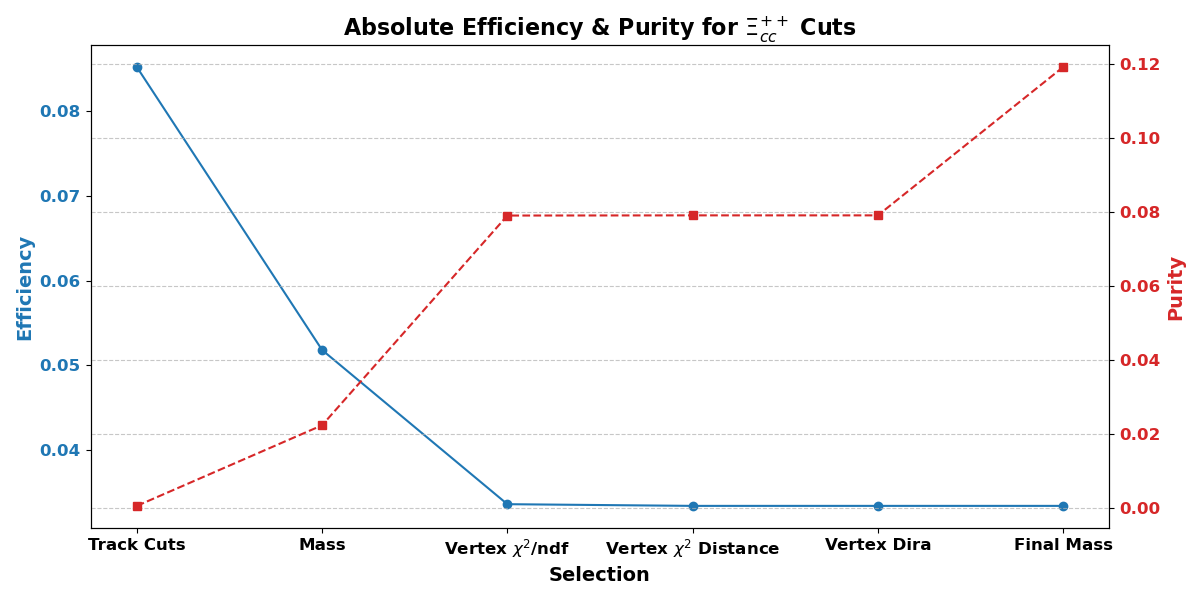 Absolute Efficiency & Purity for Ξcc++ Cuts
Efficiency
0.08
0.07
0.06
0.05
0.04
0.12
0.10
0.08
0.06
0.04
0.02
0.00
Purity
Track Cuts
Mass
Vertex χ²/ndf
Vertex χ² Distance
Vertex Dira
Final Mass
Selection